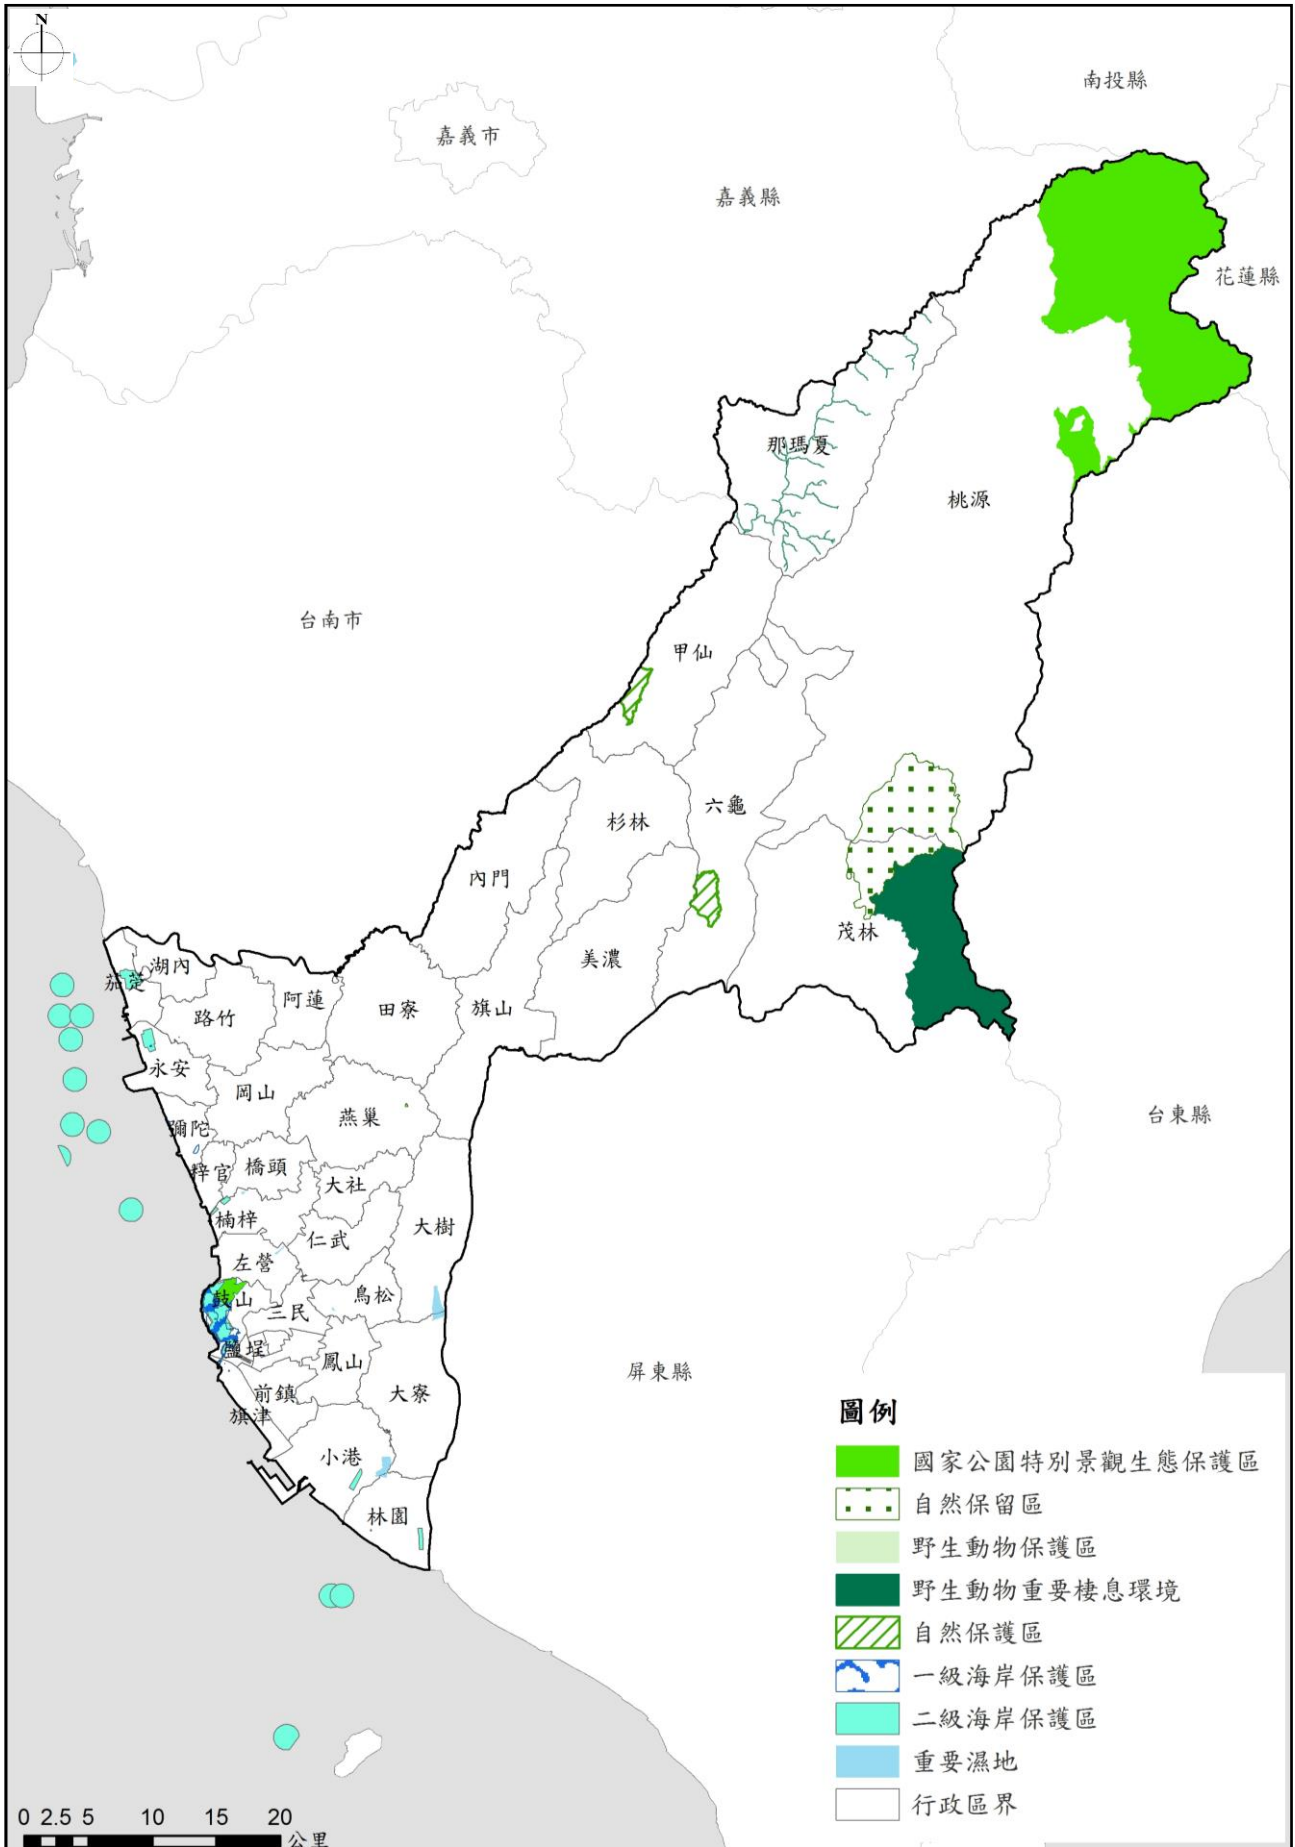 N
南投縣
嘉義市
嘉義縣
花蓮縣
那瑪夏
桃源
台南市
甲仙
六龜
杉林
內門
茂林
美濃
湖內
茄萣
阿蓮
田寮
旗山
路竹
永安
岡山
燕巢
台東縣
彌陀
橋頭
梓官
大社
楠梓
大樹
仁武
左營
鳥松
鼓山
三民
鹽埕
鳳山
屏東縣
前鎮
大寮
旗津
小港
林園
圖例
國家公園特別景觀生態保護區
自然保留區
野生動物保護區
野生動物重要棲息環境
自然保護區
一級海岸保護區
二級海岸保護區
重要濕地
行政區界
0 2.5 5 10 15 20
公里